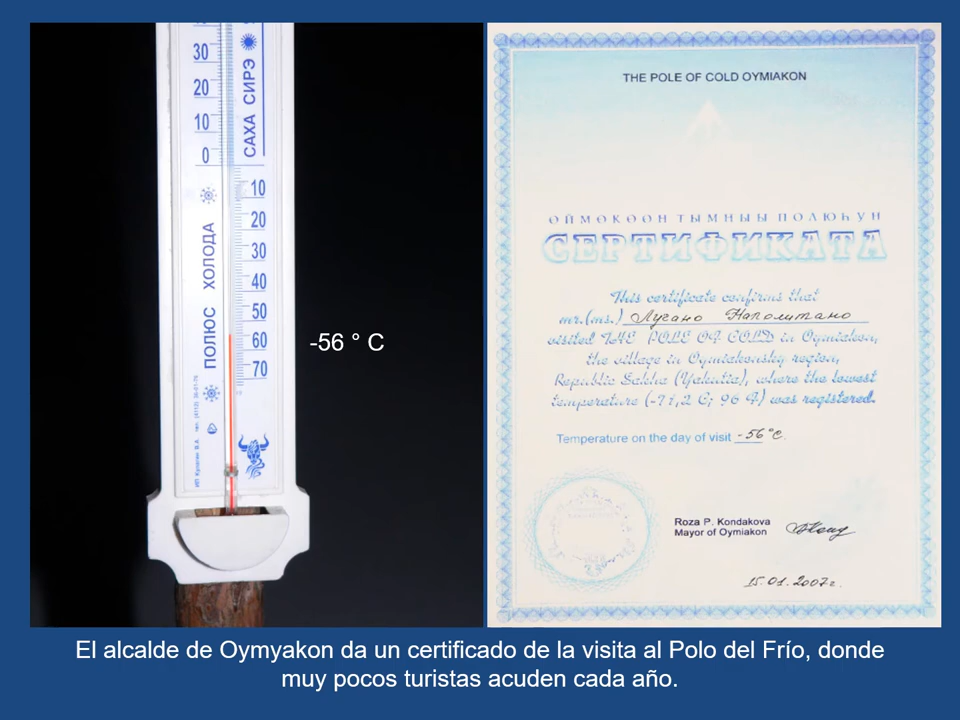 30
20
10
0
САХА СИРЭ
10
20
30
40
50
60
70
ПОЛЮС ХОЛОДА
-56 ° C
THE POLE OF COLD OYMIAKON
ӨЙМӨКӨӨН ТЫМНЫЫ ПОЛЮҺУН
СЕРТИФИКАТА
This certificate confirms that
mr.(ms.) Лугано Наполитано
visited THE POLE OF COLD in Oymiakon,
the village in Oymiakonsky region,
Republic Sakha (Yakutia), where the lowest
temperature (-71,2 C; 96 F) was registered.
Temperature on the day of visit -56°C.
Roza P. Kondakova
Mayor of Oymiakon
15.01.2007г.
El alcalde de Oymyakon da un certificado de la visita al Polo del Frío, donde
muy pocos turistas acuden cada año.